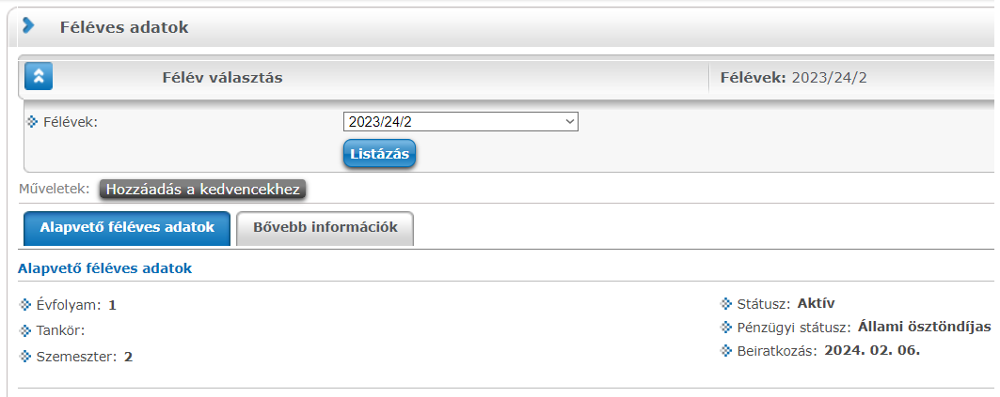 Féléves adatok
Félév választás
Félévek: 2023/24/2
Félévek:
2023/24/2
Listázás
Műveletek: Hozzáadás a kedvencekhez
Alapvető féléves adatok
Bővebb információk
Alapvető féléves adatok
Évfolyam: 1
Tankör:
Szemeszter: 2
Státusz: Aktív
Pénzügyi státusz: Állami ösztöndíjas
Beiratkozás: 2024. 02. 06.